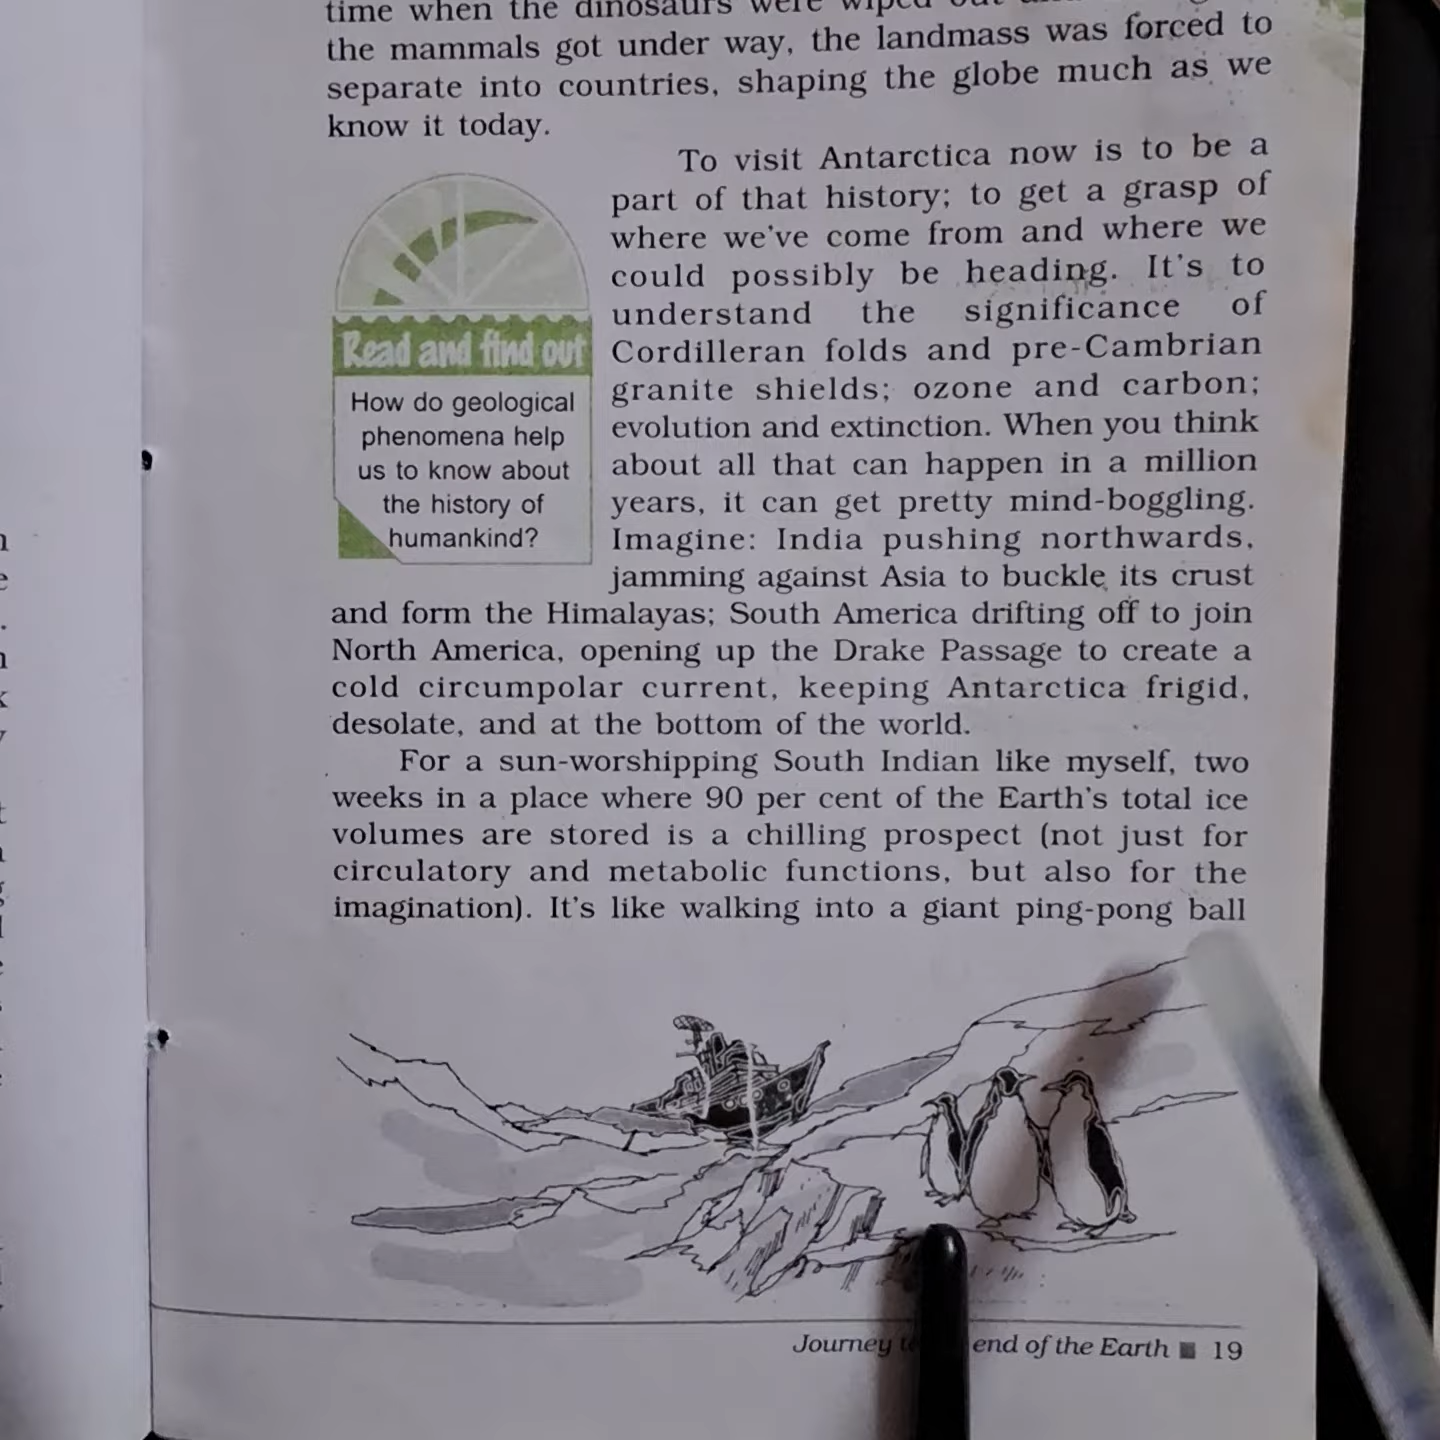 time when the dinosaurs were wiped out
the mammals got under way, the landmass was forced to
separate into countries, shaping the globe much as we
know it today.
To visit Antarctica now is to be a
part of that history; to get a grasp of
where we've come from and where we
could possibly be heading. It's to
understand the significance of
Cordilleran folds and pre-Cambrian
granite shields; ozone and carbon;
evolution and extinction. When you think
about all that can happen in a million
years, it can get pretty mind-boggling.
Imagine: India pushing northwards,
jamming against Asia to buckle its crust
and form the Himalayas; South America drifting off to join
North America, opening up the Drake Passage to create a
cold circumpolar current, keeping Antarctica frigid,
desolate, and at the bottom of the world.
Read and find out
How do geological
phenomena help
us to know about
the history of
humankind?
For a sun-worshipping South Indian like myself, two
weeks in a place where 90 per cent of the Earth's total ice
volumes are stored is a chilling prospect (not just for
circulatory and metabolic functions, but also for the
imagination). It's like walking into a giant ping-pong ball
Journey end of the Earth ■ 19